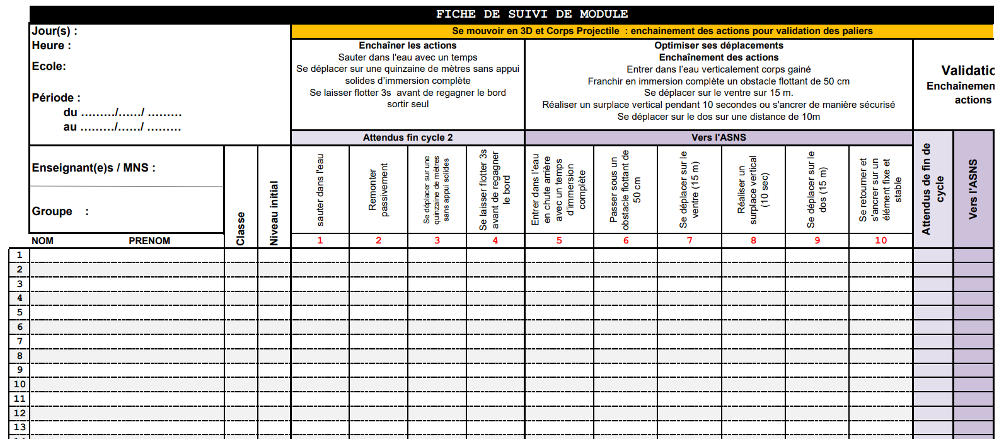 FICHE DE SUIVI DE MODULE
Jour(s) :
Heure :
Ecole:
Période :
du ………/……/ ………
au ………/……/ ………
Se mouvoir en 3D et Corps Projectile  : enchainement des actions pour validation des paliers
Enchaîner les actions
Sauter dans l'eau avec un temps
Se déplacer sur une quinzaine de mètres sans appui
solides d'immersion complète
Se laisser flotter 3s  avant de regagner le bord
sortir seul
Optimiser ses déplacements
Enchaînement des actions
Entrer dans l'eau verticalement corps gainé
Franchir en immersion complète un obstacle flottant de 50 cm
Se déplacer sur le ventre sur 15 m.
Réaliser un surplace vertical pendant 10 secondes ou s'ancrer de manière sécurisé
Se déplacer sur le dos sur une distance de 10m
Validatio
Enchaînemen
actions
Attendus fin cycle 2
Vers l'ASNS
Enseignant(e)s / MNS :
Groupe    :
NOM
PRENOM
Classe
Niveau initial
sauter dans l'eau
Remonter
passivement
Se déplacer sur une
quinzaine de mètres
sans appui solides
Se laisser flotter 3s
avant de regagner
le bord
Entrer dans l'eau
en chute arrière
avec un temps
d'immersion
complète
Passer sous un
obstacle flottant de
50 cm
Se déplacer sur le
ventre (15 m)
Réaliser un
surplace vertical
(10 sec)
Se déplacer sur le
dos (15 m)
Se retourner et
s'ancrer sur un
élément fixe et
stable
Attendus de fin de
cycle
Vers l'ASNS
1
2
3
4
5
6
7
8
9
10
1
2
3
4
5
6
7
8
9
10
11
12
13